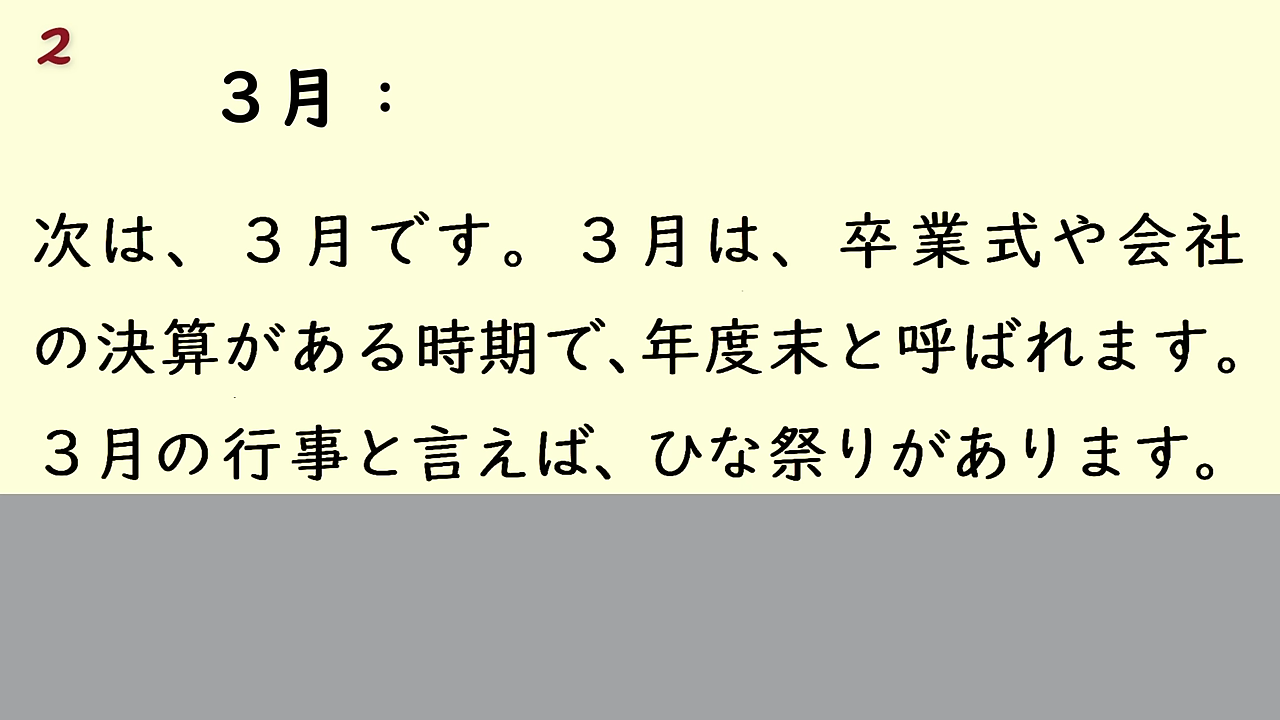 2
３月：
次は、３月です。３月は、卒業式や会社
の決算がある時期で、年度末と呼ばれます。
３月の行事と言えば、ひな祭りがあります。